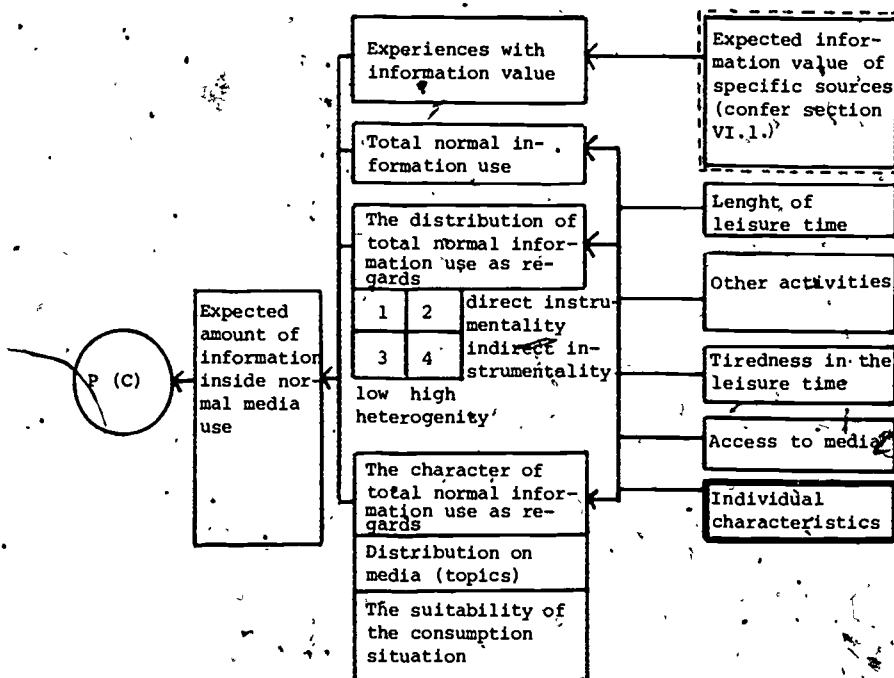 Experiences with
information value
Expected infor-
mation value of
specific sources
(confer section
VI.1.)
Total normal in-
formation use
Lenght of
leisure time
The distribution of
total normal infor-
mation use as re-
gards
1 2
3 4
direct instru-
mentality
indirect in-
strumentality
low high
heterogenity
Other activities
Expected
amount of
information
inside nor-
mal media
use
P (C)
Tiredness in the
leisure time
Access to media
Individual
characteristics
The character of
total normal infor-
mation use as re-
gards
Distribution on
media (topics)
The suitability of
the consumption
situation